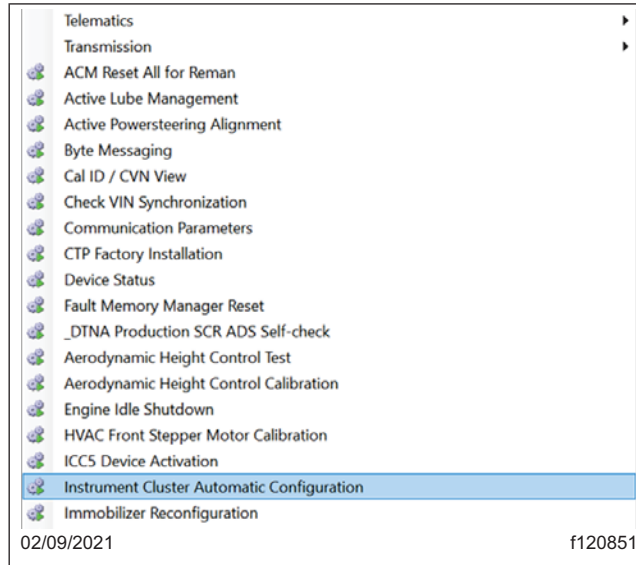 Telematics
Transmission
ACM Reset All for Reman
Active Lube Management
Active Powersteering Alignment
Byte Messaging
Cal ID / CVN View
Check VIN Synchronization
Communication Parameters
CTP Factory Installation
Device Status
Fault Memory Manager Reset
_DTNA Production SCR ADS Self-check
Aerodynamic Height Control Test
Aerodynamic Height Control Calibration
Engine Idle Shutdown
HVAC Front Stepper Motor Calibration
ICC5 Device Activation
Instrument Cluster Automatic Configuration
Immobilizer Reconfiguration
02/09/2021 f120851